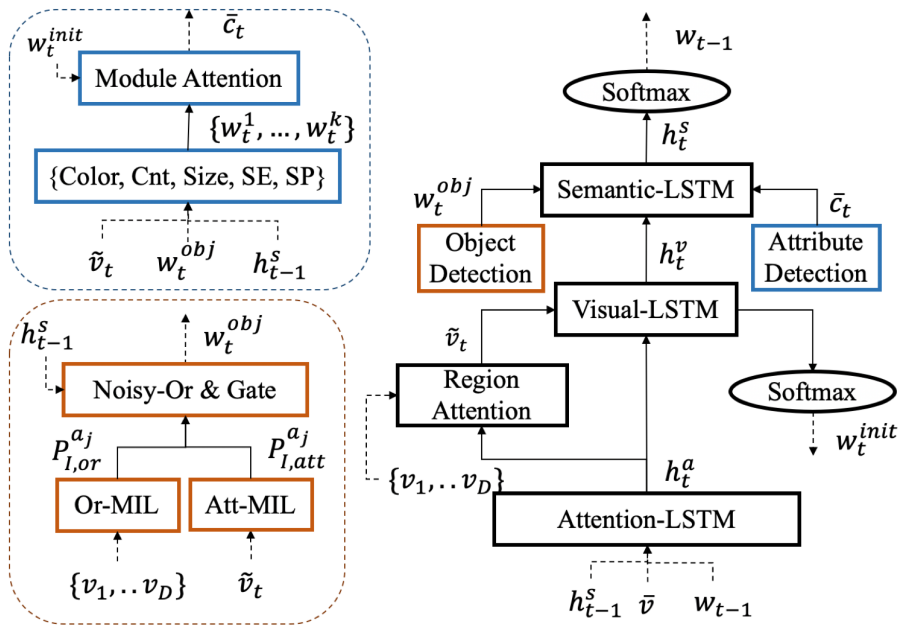 w_t^{init}
c̄_t
Module Attention
{w_t^1, ..., w_t^k}
{Color, Cnt, Size, SE, SP}
ṽ_t
w_t^{obj}
h_{t-1}^s
h_{t-1}^s
w_t^{obj}
Noisy-Or & Gate
P_{I,or}^{a_j}
P_{I,att}^{a_j}
Or-MIL
Att-MIL
{v_1, .. v_D}
ṽ_t
w_{t-1}
Softmax
h_t^s
Semantic-LSTM
w_t^{obj}
c̄_t
Object
Detection
h_t^v
Attribute
Detection
Visual-LSTM
ṽ_t
Region
Attention
Softmax
w_t^{init}
{v_1, .. v_D}
h_t^a
Attention-LSTM
h_{t-1}^s
v̄
w_{t-1}